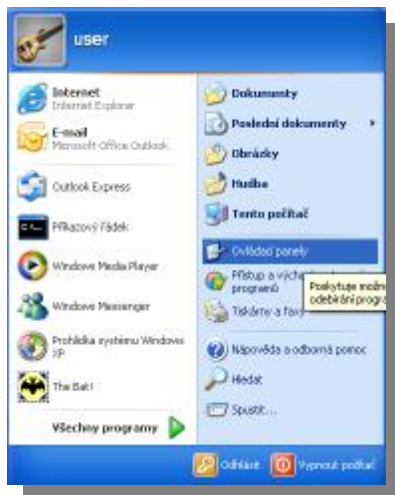 user
Internet
Internet Explorer
E-mail
Microsoft Office Outlook
Outlook Express
Příkazový řádek
Windows Media Player
Windows Messenger
Prohlídka systému Windows
XP
The Bat!
Všechny programy
Dokumenty
Poslední dokumenty
Obrázky
Hudba
Tento počítač
Ovládací panely
Přístup a výcho
programů
Poskytuje možno
odebírání progra
Tiskárny a faxy
Nápověda a odborná pomoc
Hledat
Spustit...
Odhlásit
Vypnout počítač